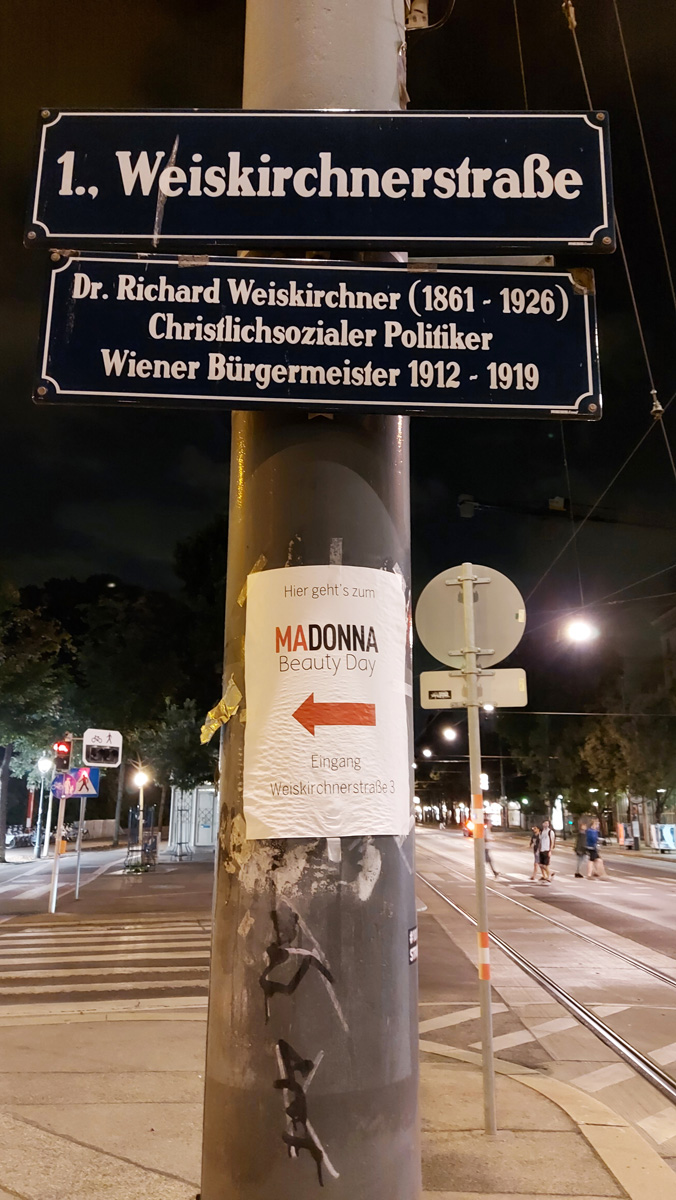 1., Weiskirchnerstraße
Dr. Richard Weiskirchner (1861 - 1926)
Christlichsozialer Politiker
Wiener Bürgermeister 1912 - 1919
Hier geht's zum
MADONNA
Beauty Day
Eingang
Weiskirchnerstraße 3